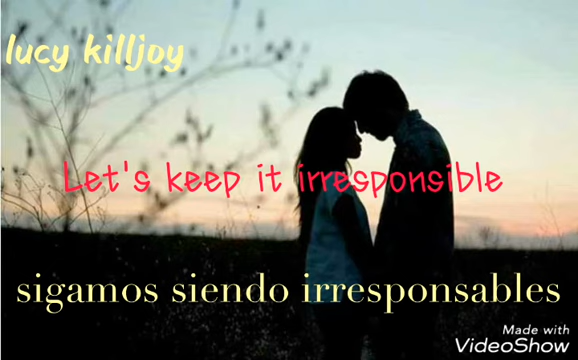 lucy killjoy
Let's keep it irresponsible
sigamos siendo irresponsables
Made with
VideoShow